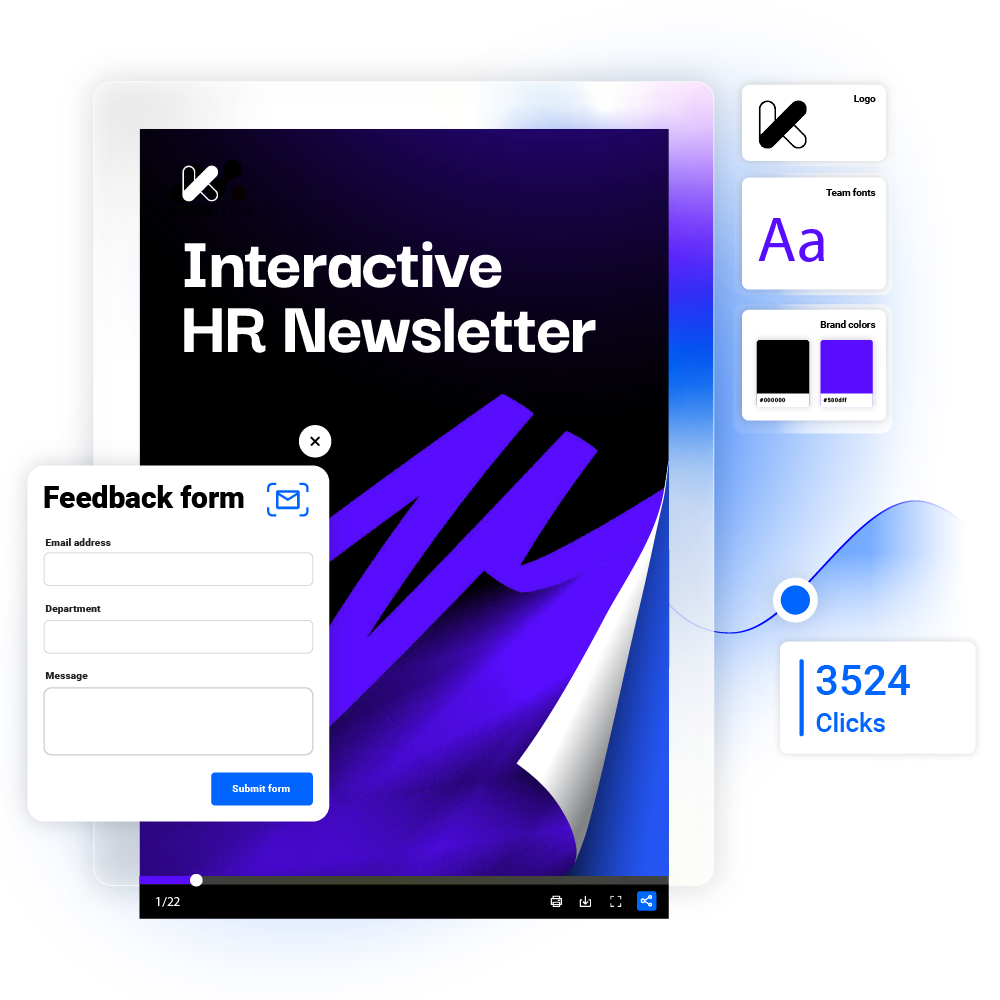 Interactive
HR Newsletter
Feedback form
Email address
Department
Message
Submit form
1/22
Logo
Team fonts
Aa
Brand colors
#000000
#580dff
3524
Clicks